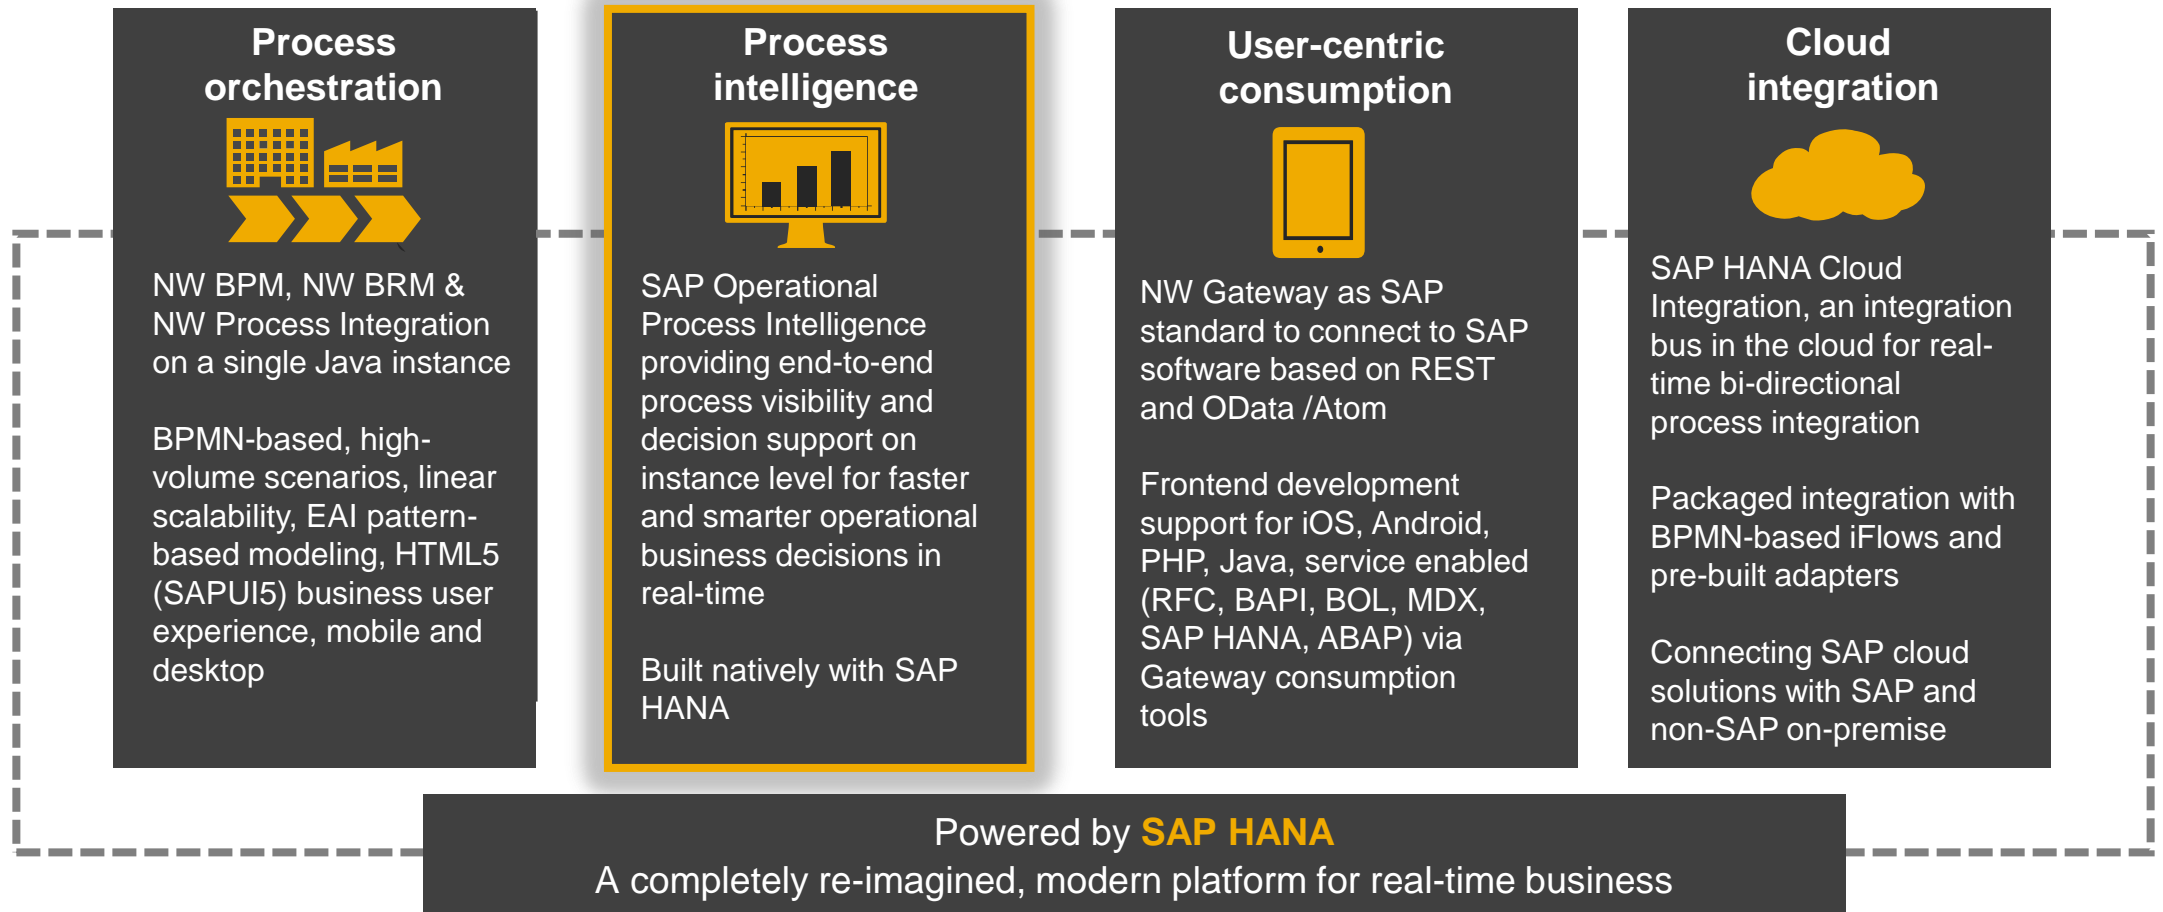 Process
orchestration
NW BPM, NW BRM &
NW Process Integration
on a single Java instance
BPMN-based, high-
volume scenarios, linear
scalability, EAI pattern-
based modeling, HTML5
(SAPUI5) business user
experience, mobile and
desktop
Process
intelligence
SAP Operational
Process Intelligence
providing end-to-end
process visibility and
decision support on
instance level for faster
and smarter operational
business decisions in
real-time
Built natively with SAP
HANA
User-centric
consumption
NW Gateway as SAP
standard to connect to SAP
software based on REST
and OData /Atom
Frontend development
support for iOS, Android,
PHP, Java, service enabled
(RFC, BAPI, BOL, MDX,
SAP HANA, ABAP) via
Gateway consumption
tools
Cloud
integration
SAP HANA Cloud
Integration, an integration
bus in the cloud for real-
time bi-directional
process integration
Packaged integration with
BPMN-based iFlows and
pre-built adapters
Connecting SAP cloud
solutions with SAP and
non-SAP on-premise
Powered by SAP HANA
A completely re-imagined, modern platform for real-time business